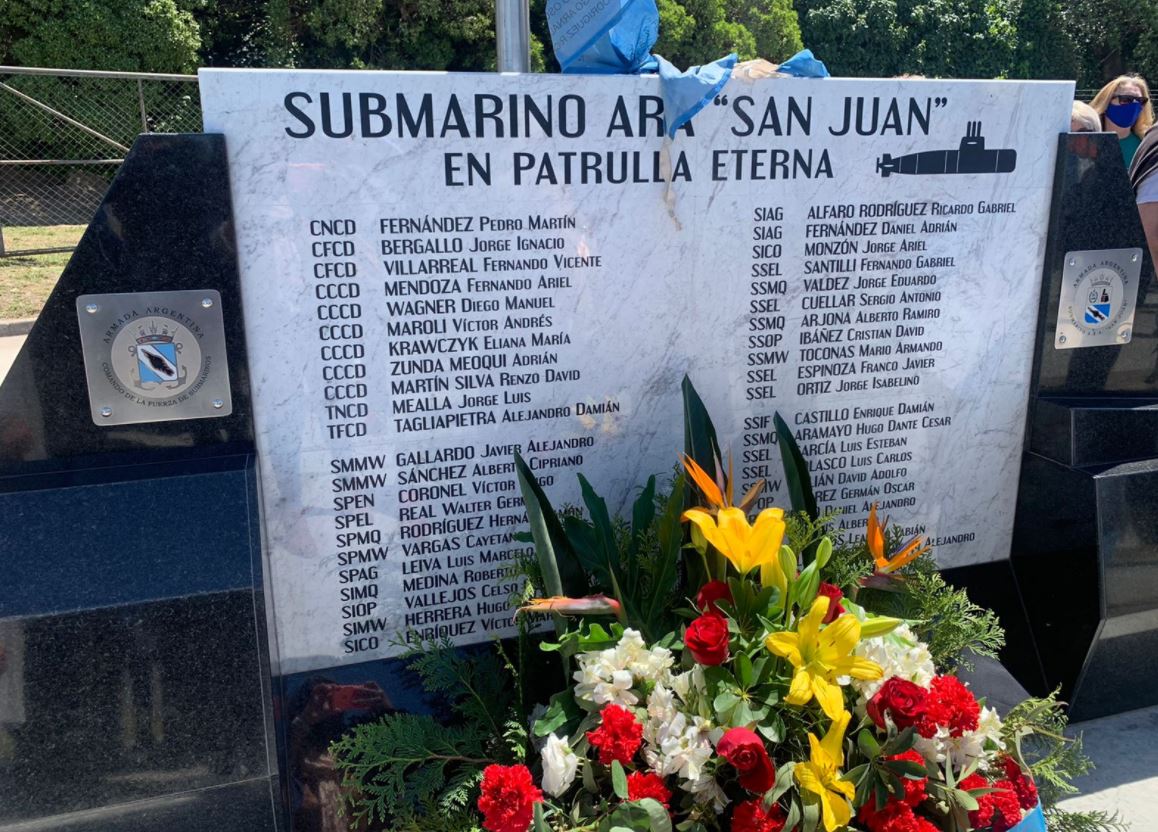 SUBMARINO ARA "SAN JUAN"
EN PATRULLA ETERNA
CNCD FERNÁNDEZ PEDRO MARTÍN
CFCD BERGALLO JORGE IGNACIO
CFCD VILLARREAL FERNANDO VICENTE
CCCD MENDOZA FERNANDO ARIEL
CCCD WAGNER DIEGO MANUEL
CCCD MAROLI VÍCTOR ANDRÉS
CCCD KRAWCZYK ELIANA MARÍA
CCCD ZUNDA MEOQUI ADRIÁN
CCCD MARTÍN SILVA RENZO DAVID
TNCD MEALLA JORGE LUIS
TFCD TAGLIAPIETRA ALEJANDRO DAMIÁN
SMMW GALLARDO JAVIER ALEJANDRO
SMMW SÁNCHEZ ALBERTO CIPRIANO
SPEN CORONEL VÍCTOR
SPEL REAL WALTER
SPMQ RODRÍGUEZ
SPMW VARGAS
SPAG LEIVA LUIS MARCELO
SIMQ MEDINA
SIOP VALLEJOS CELSO
SIMW HERRERA HUGO
SICO ENRIQUEZ VÍCTOR
SIAG ALFARO RODRÍGUEZ RICARDO GABRIEL
SIAG FERNÁNDEZ DANIEL ADRIÁN
SICO MONZÓN JORGE ARIEL
SSEL SANTILLI FERNANDO GABRIEL
SSMQ VALDEZ JORGE EDUARDO
SSEL CUELLAR SERGIO ANTONIO
SSMQ ARJONA ALBERTO RAMIRO
SSOP IBÁÑEZ CRISTIAN DAVID
SSMW TOCONAS MARIO ARMANDO
SSEL ESPINOZA FRANCO JAVIER
SSEL ORTIZ JORGE ISABELINO
SSIF CASTILLO ENRIQUE DAMIÁN
SSMQ ARAMAYO HUGO DANTE CESAR
SSEL GARCÍA LUIS ESTEBAN
SSEL LUIS CARLOS
DAVID ADOLFO
GERMÁN OSCAR
DANIEL ALEJANDRO
ALEJANDRO
ARMADA ARGENTINA
COMANDO DE LA FUERZA DE SUBMARINOS
ARMADA ARGENTINA